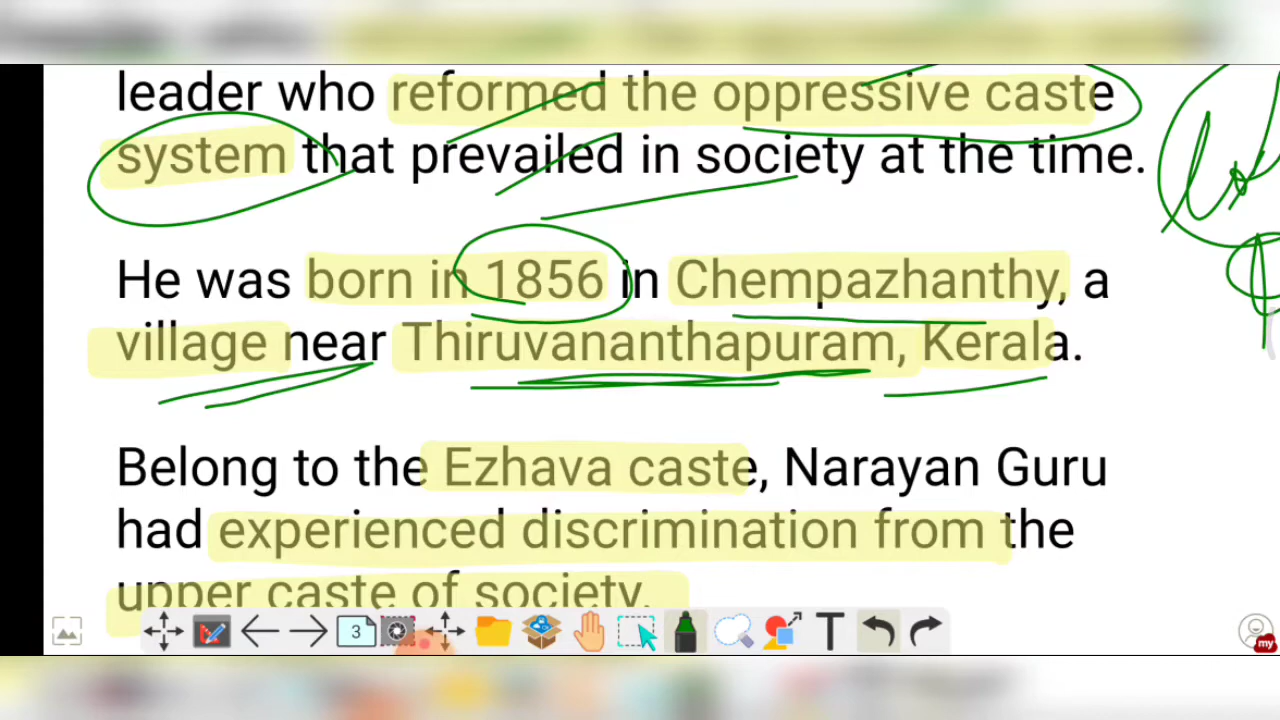 leader who reformed the oppressive caste
system that prevailed in society at the time.
He was born in 1856 in Chempazhanthy, a
village near Thiruvananthapuram, Kerala.
Belong to the Ezhava caste, Narayan Guru
had experienced discrimination from the
upper caste of society.
3
T
my